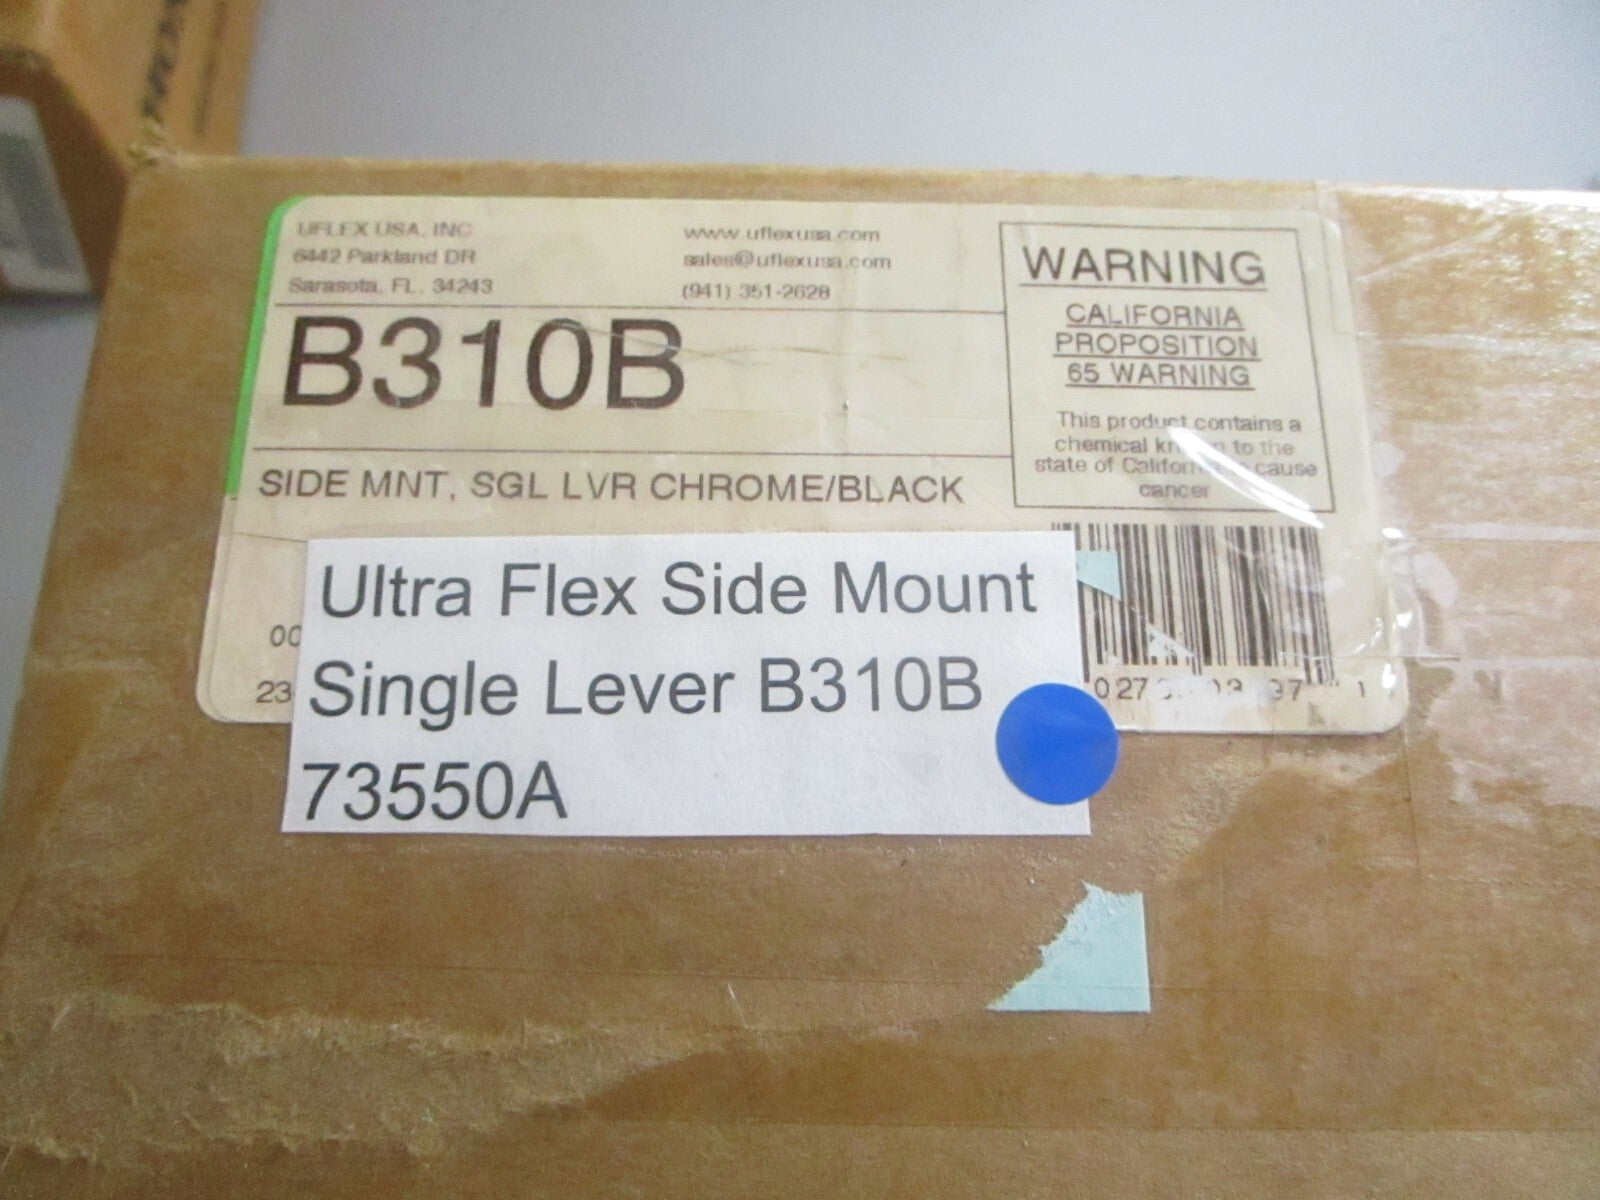 UFLEX USA, INC
6442 Parkland DR
Sarasota, FL. 34243
www.uflexusa.com
sales@uflexusa.com
(941) 351-2628
B310B
SIDE MNT, SGL LVR CHROME/BLACK
WARNING
CALIFORNIA
PROPOSITION
65 WARNING
This product contains a
chemical to the
state of cause
cancer
Ultra Flex Side Mount
Single Lever B310B
73550A